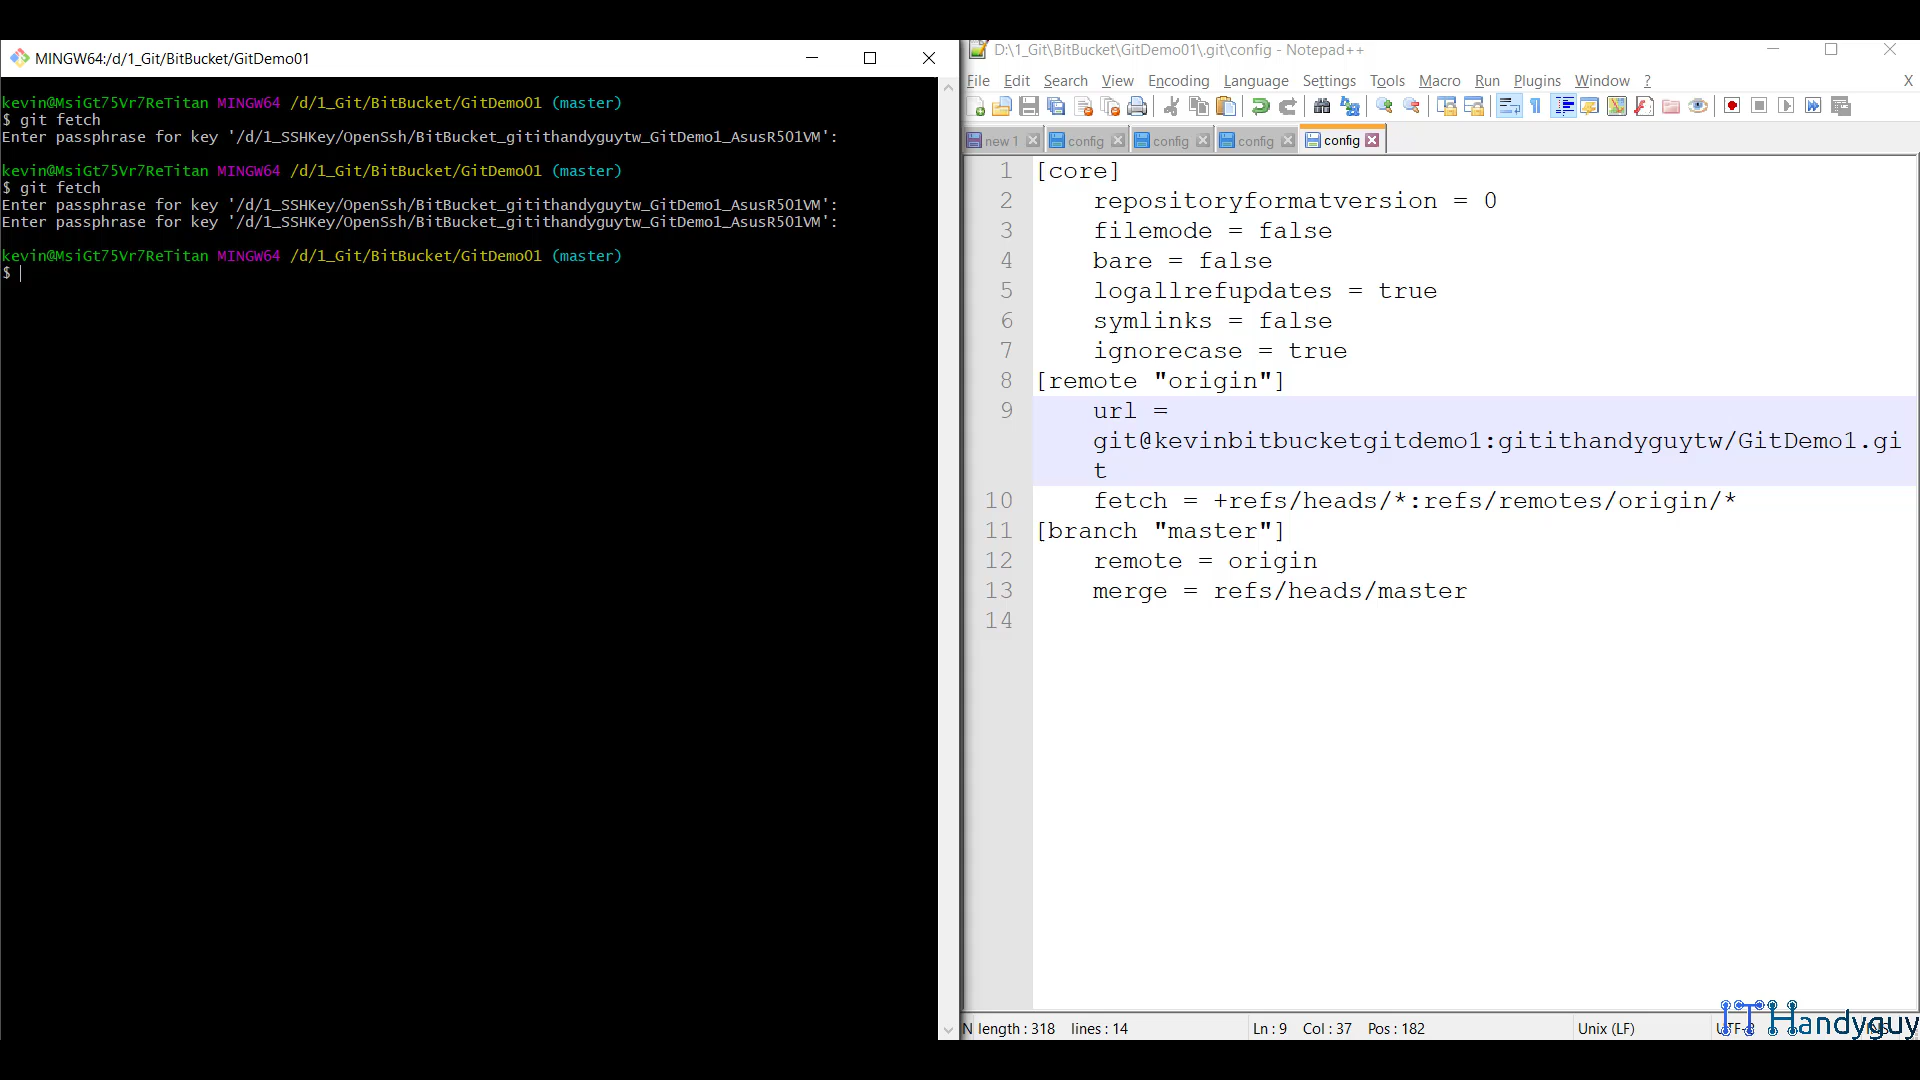 MINGW64:/d/1_Git/BitBucket/GitDemo01
kevin@MsiGt75Vr7ReTitan MINGW64 /d/1_Git/BitBucket/GitDemo01 (master)
$ git fetch
Enter passphrase for key '/d/1_SSHKey/OpenSsh/BitBucket_gitithandyguytw_GitDemo1_AsusR501VM':
kevin@MsiGt75Vr7ReTitan MINGW64 /d/1_Git/BitBucket/GitDemo01 (master)
$ git fetch
Enter passphrase for key '/d/1_SSHKey/OpenSsh/BitBucket_gitithandyguytw_GitDemo1_AsusR501VM':
Enter passphrase for key '/d/1_SSHKey/OpenSsh/BitBucket_gitithandyguytw_GitDemo1_AsusR501VM':
kevin@MsiGt75Vr7ReTitan MINGW64 /d/1_Git/BitBucket/GitDemo01 (master)
$
D:\1_Git\BitBucket\GitDemo01\.git\config - Notepad++
File Edit Search View Encoding Language Settings Tools Macro Run Plugins Window ? X
new 1 config config config config
1 [core]
2 repositoryformatversion = 0
3 filemode = false
4 bare = false
5 logallrefupdates = true
6 symlinks = false
7 ignorecase = true
8 [remote "origin"]
9 url =
git@kevinbitbucketgitdemo1:gitithandyguytw/GitDemo1.gi
t
10 fetch = +refs/heads/*:refs/remotes/origin/*
11 [branch "master"]
12 remote = origin
13 merge = refs/heads/master
14
N length : 318 lines : 14 Ln : 9 Col : 37 Pos : 182 Unix (LF) UTF-8 INS
IT Handyguy